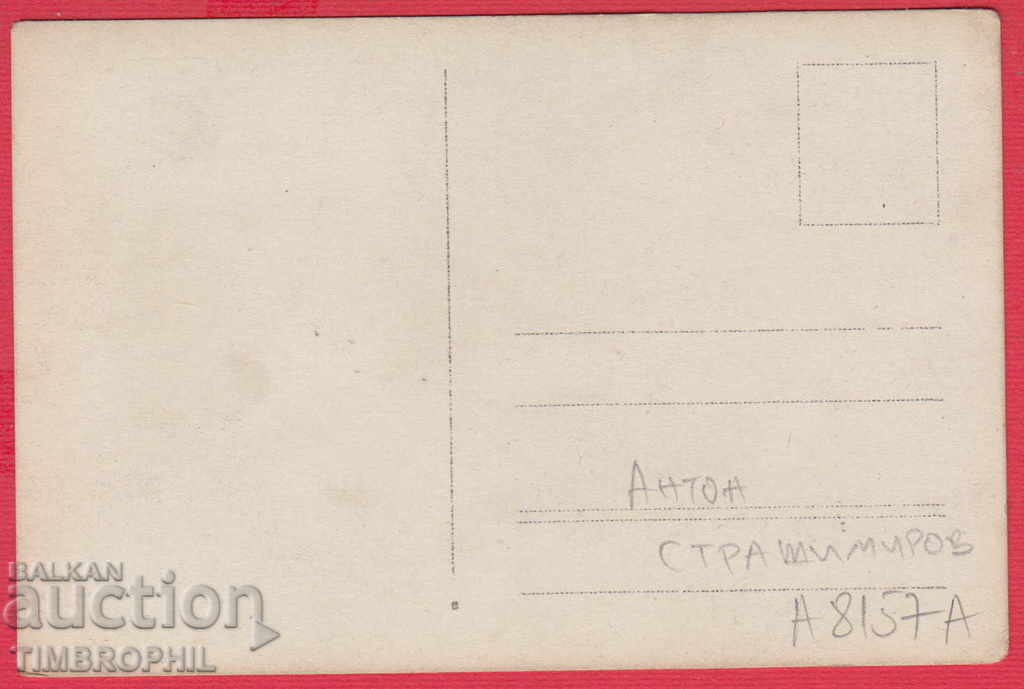 Антон
СТРАШИМИРОВ
A8157A
BALKAN
auction
TIMBROPHIL